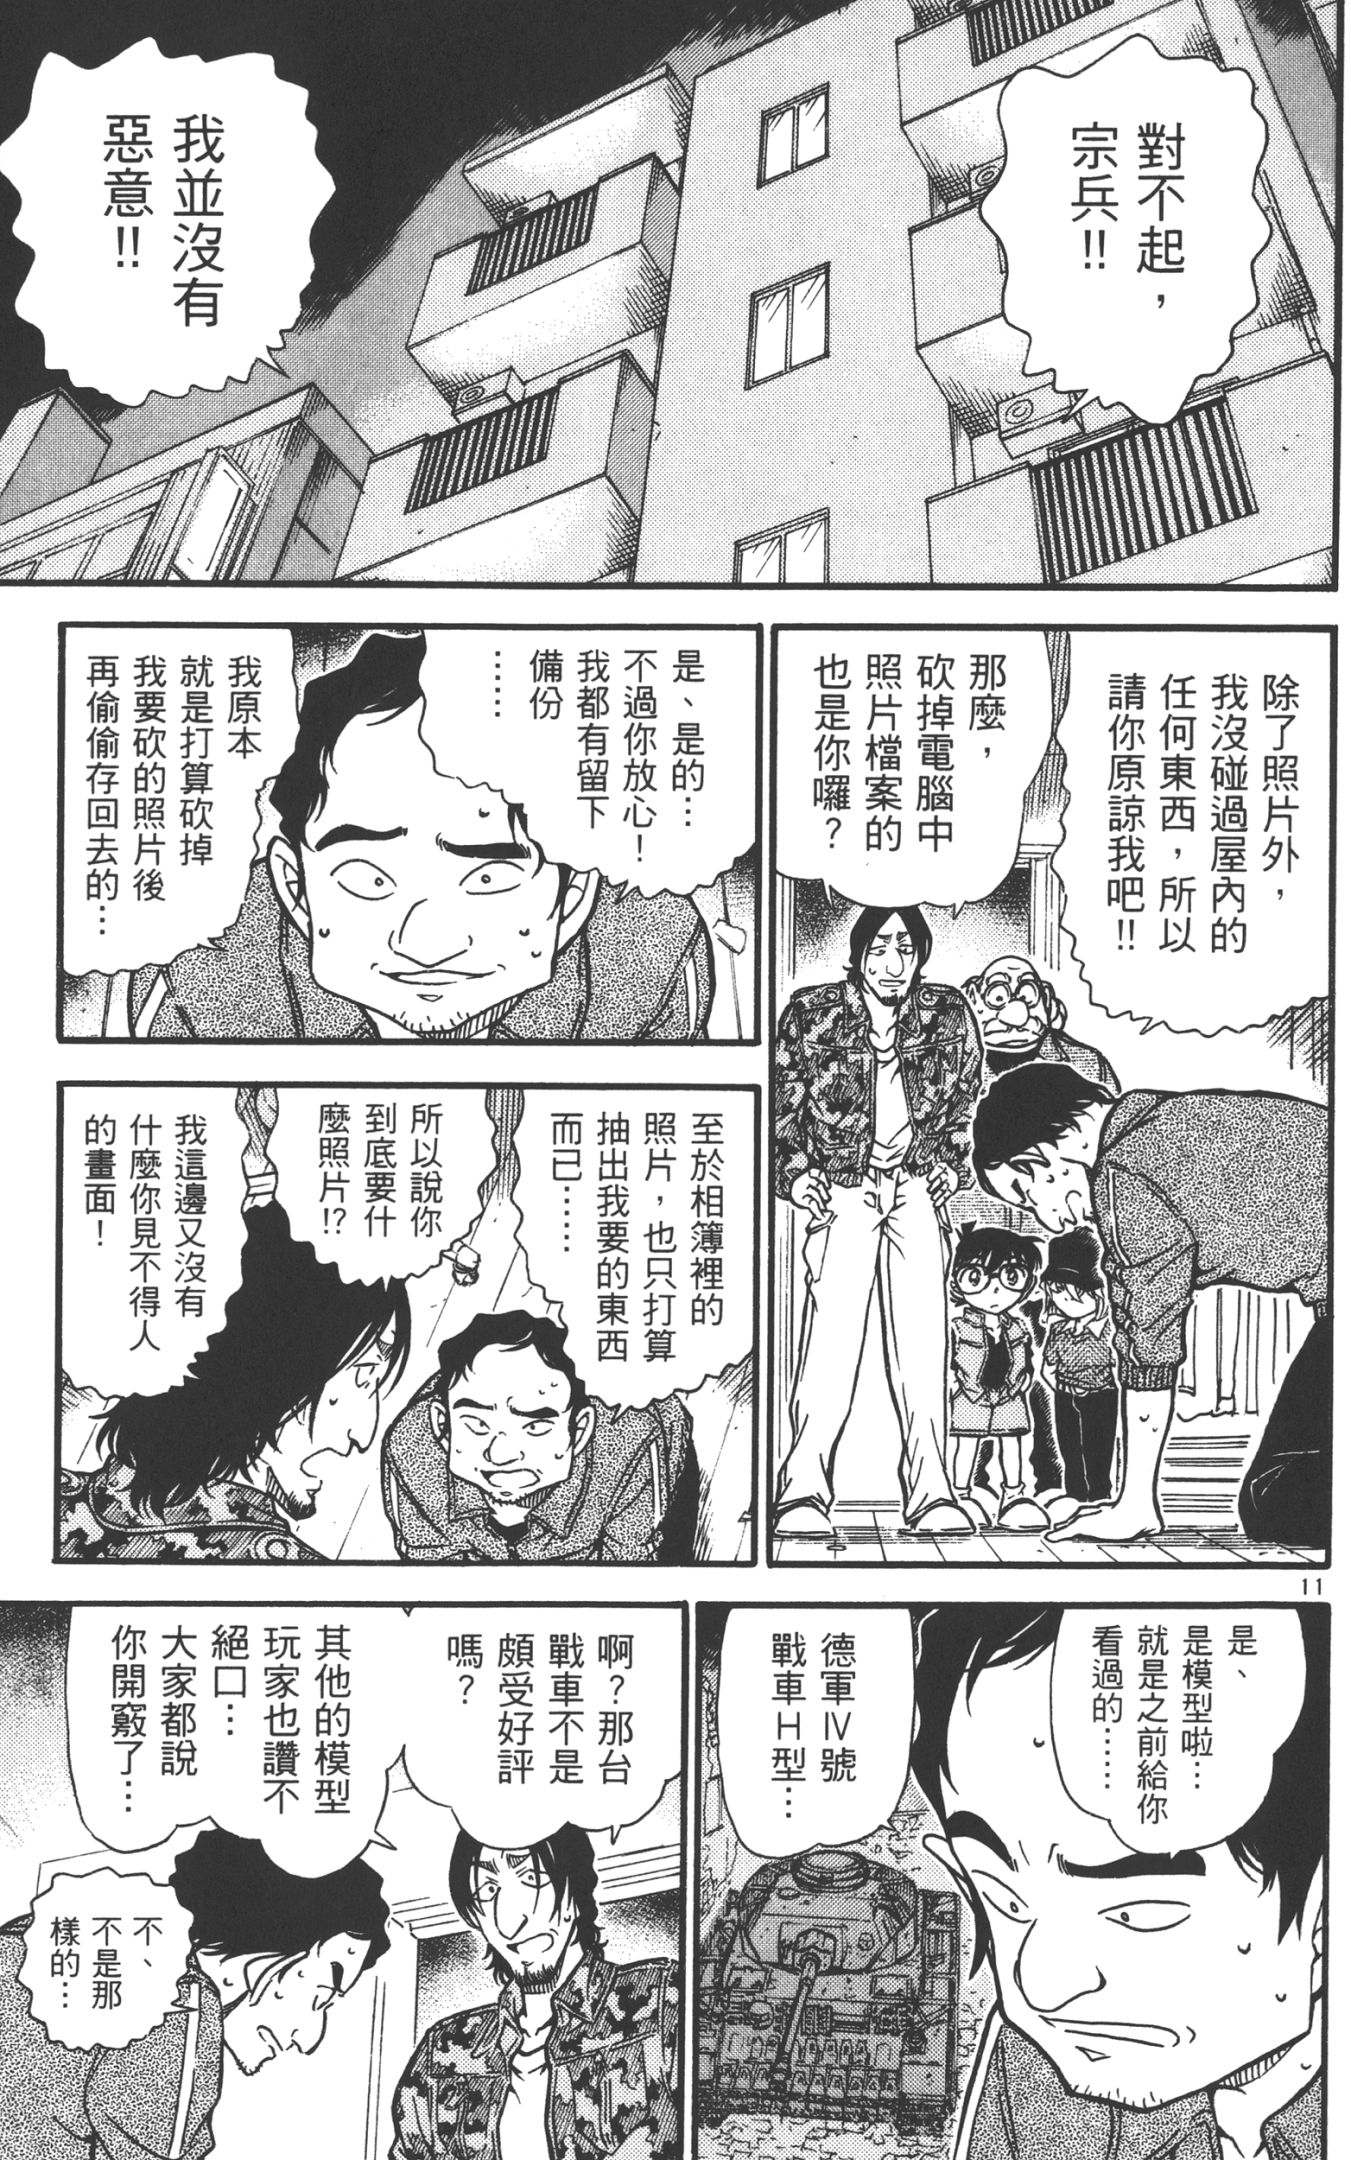 對不起，
宗兵!!
我並沒有
惡意!!
除了照片外，
我沒碰過屋內的
任何東西，所以
請你原諒我吧!!
那麼，
砍掉電腦中
照片檔案的
也是你囉？
是、是的…
不過你放心！
我都有留下
備份
……
我原本
就是打算砍掉
我要砍的照片後
再偷偷存回去的…
至於相簿裡的
照片，也只打算
抽出我要的東西
而已……
所以說你
到底要什
麼照片!?
我這邊又沒有
什麼你見不得人
的畫面！
11
是、
是模型啦…
就是之前給你
看過的……
德軍Ⅳ號
戰車H型…
啊？那台
戰車不是
頗受好評
嗎？
其他的模型
玩家也讚不
絕口…
大家都說
你開竅了…
不、
不是那
樣的…